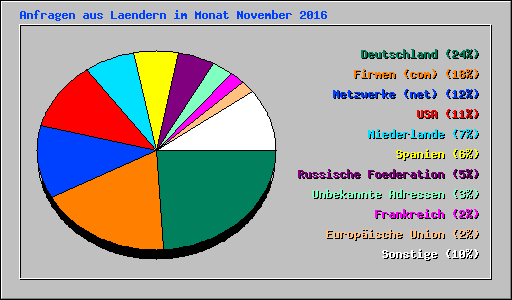 Anfragen aus Laendern im Monat November 2016
Deutschland (24%)
Firmen (com) (18%)
Netzwerke (net) (12%)
USA (11%)
Niederlande (7%)
Spanien (6%)
Russische Foederation (5%)
Unbekannte Adressen (3%)
Frankreich (2%)
Europäische Union (2%)
Sonstige (10%)